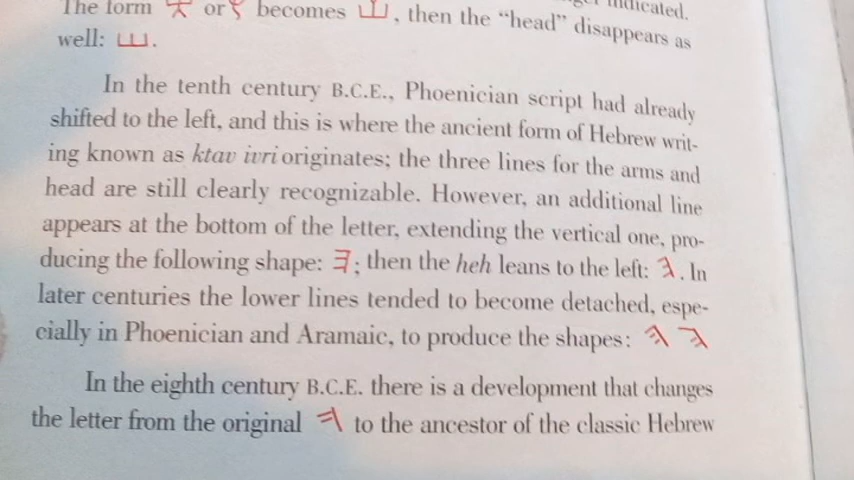 The form or becomes , then the “head” disappears as
well: .
In the tenth century B.C.E., Phoenician script had already
shifted to the left, and this is where the ancient form of Hebrew writ-
ing known as ktav ivri originates; the three lines for the arms and
head are still clearly recognizable. However, an additional line
appears at the bottom of the letter, extending the vertical one, pro-
ducing the following shape: ; then the heh leans to the left: . In
later centuries the lower lines tended to become detached, espe-
cially in Phoenician and Aramaic, to produce the shapes:
In the eighth century B.C.E. there is a development that changes
the letter from the original to the ancestor of the classic Hebrew